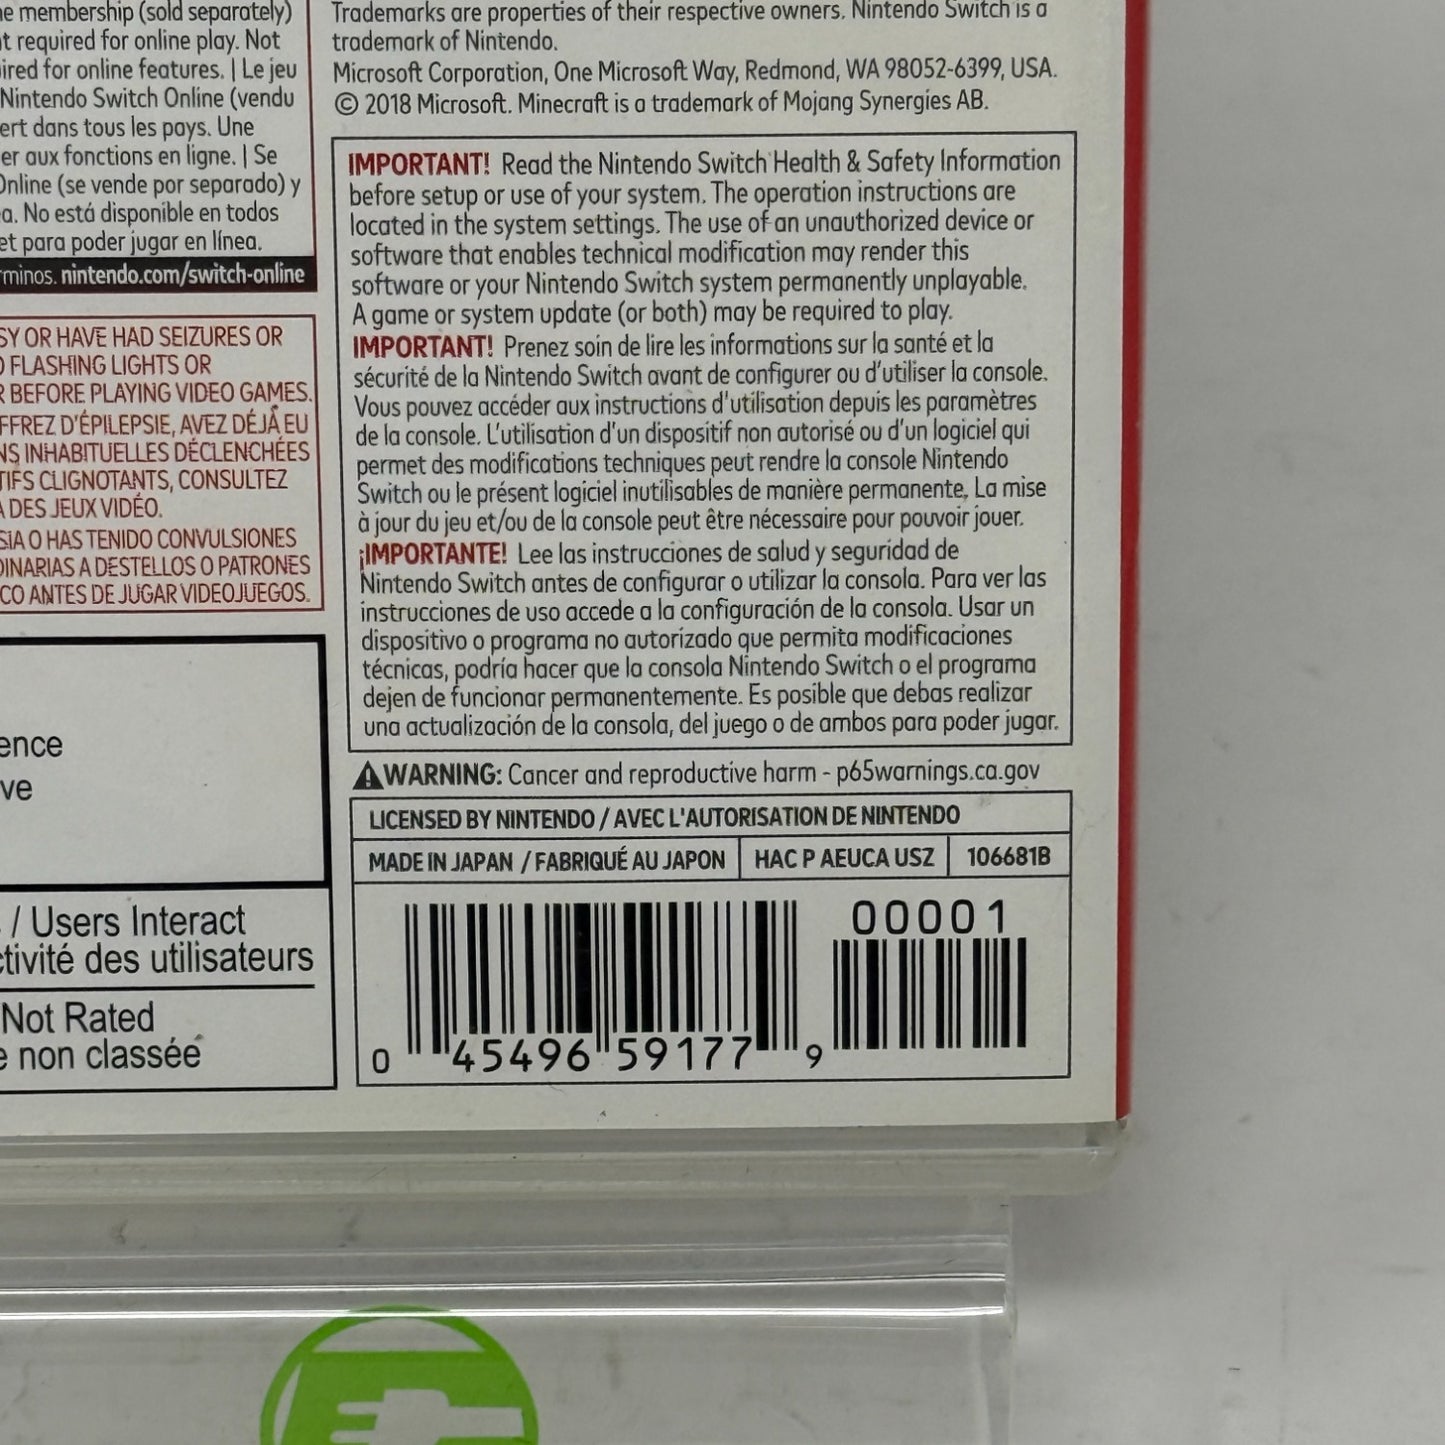 e membership (sold separately)
t required for online play. Not
ired for online features. | Le jeu
Nintendo Switch Online (vendu
ert dans tous les pays. Une
er aux fonctions en ligne. | Se
Online (se vende por separado) y
a. No está disponible en todos
et para poder jugar en línea.
rminos. nintendo.com/switch-online
SY OR HAVE HAD SEIZURES OR
O FLASHING LIGHTS OR
R BEFORE PLAYING VIDEO GAMES.
FFREZ D'ÉPILEPSIE, AVEZ DÉJÀ EU
NS INHABITUELLES DÉCLENCHÉES
TIFS CLIGNOTANTS, CONSULTEZ
À DES JEUX VIDÉO.
SIA O HAS TENIDO CONVULSIONES
DINARIAS A DESTELLOS O PATRONES
CO ANTES DE JUGAR VIDEOJUEGOS.
ence
ve
/ Users Interact
ctivité des utilisateurs
Not Rated
e non classée
Trademarks are properties of their respective owners. Nintendo Switch is a
trademark of Nintendo.
Microsoft Corporation, One Microsoft Way, Redmond, WA 98052-6399, USA.
© 2018 Microsoft. Minecraft is a trademark of Mojang Synergies AB.
IMPORTANT! Read the Nintendo Switch Health & Safety Information
before setup or use of your system. The operation instructions are
located in the system settings. The use of an unauthorized device or
software that enables technical modification may render this
software or your Nintendo Switch system permanently unplayable.
A game or system update (or both) may be required to play.
IMPORTANT! Prenez soin de lire les informations sur la santé et la
sécurité de la Nintendo Switch avant de configurer ou d'utiliser la console.
Vous pouvez accéder aux instructions d'utilisation depuis les paramètres
de la console. L'utilisation d'un dispositif non autorisé ou d'un logiciel qui
permet des modifications techniques peut rendre la console Nintendo
Switch ou le présent logiciel inutilisables de manière permanente. La mise
à jour du jeu et/ou de la console peut être nécessaire pour pouvoir jouer.
¡IMPORTANTE! Lee las instrucciones de salud y seguridad de
Nintendo Switch antes de configurar o utilizar la consola. Para ver las
instrucciones de uso accede a la configuración de la consola. Usar un
dispositivo o programa no autorizado que permita modificaciones
técnicas, podría hacer que la consola Nintendo Switch o el programa
dejen de funcionar permanentemente. Es posible que debas realizar
una actualización de la consola, del juego o de ambos para poder jugar.
⚠WARNING: Cancer and reproductive harm - p65warnings.ca.gov
LICENSED BY NINTENDO / AVEC L'AUTORISATION DE NINTENDO
MADE IN JAPAN / FABRIQUÉ AU JAPON HAC P AEUCA USZ 106681B
00001
0 45496 59177 9